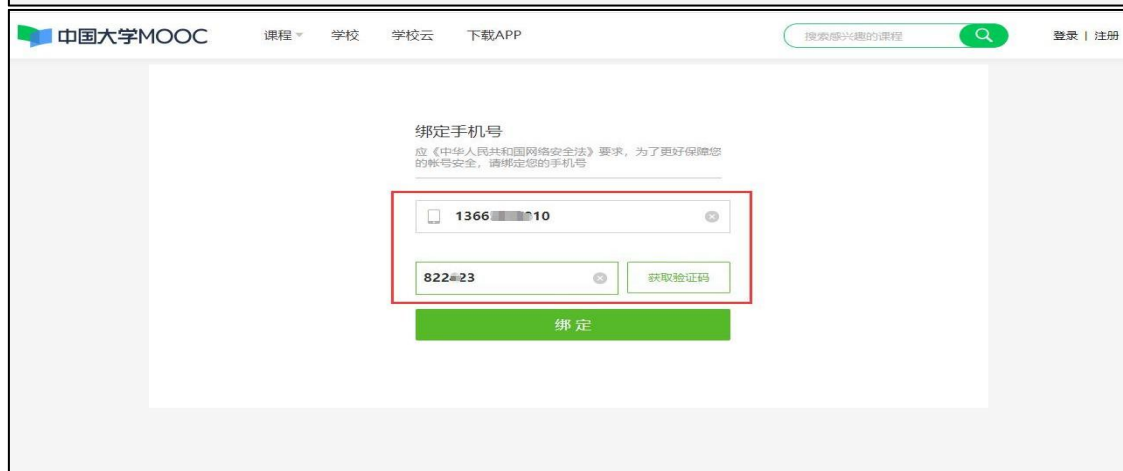 中国大学MOOC 课程 学校 学校云 下载APP 搜索感兴趣的课程 登录 | 注册
绑定手机号
应《中华人民共和国网络安全法》要求，为了更好保障您
的帐号安全，请绑定您的手机号
1366 10
822 23 获取验证码
绑定